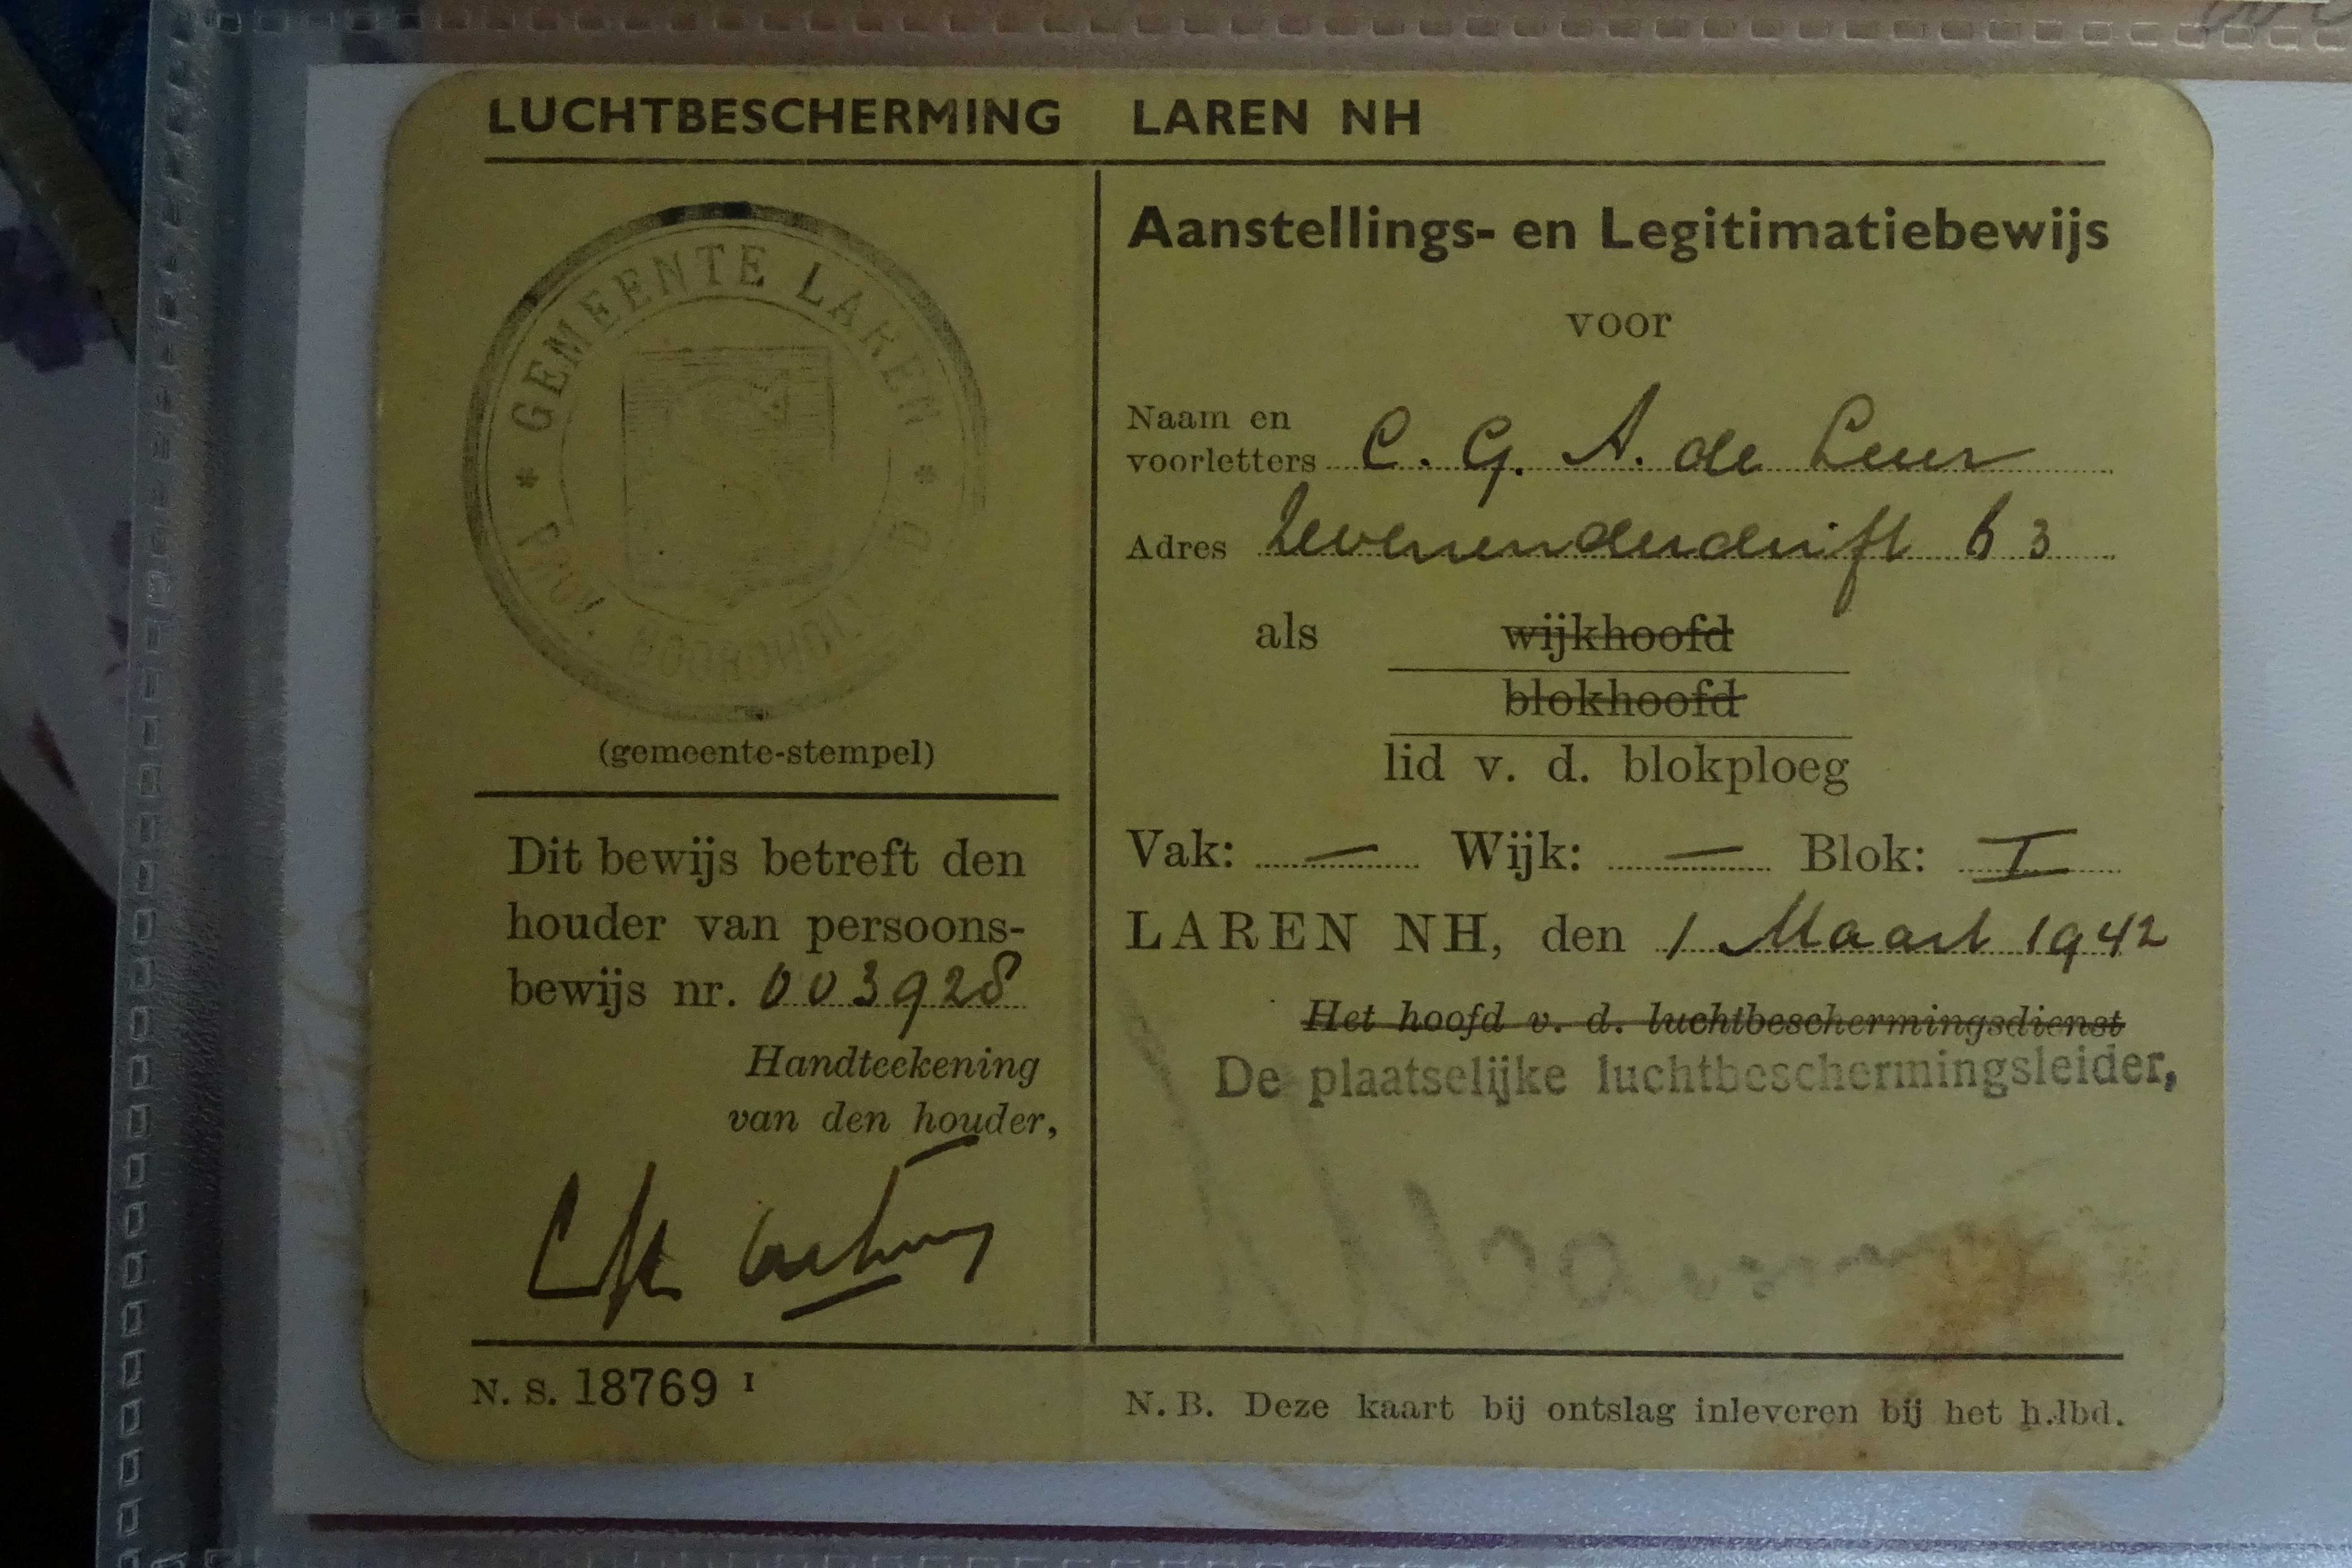 LUCHTBESCHERMING LAREN NH
GEMEENTE LAREN
PROV. NOORDHOLLAND
(gemeente-stempel)
Dit bewijs betreft den
houder van persoons-
bewijs nr. 003928
Handteekening
van den houder,
N. S. 18769 I
Aanstellings- en Legitimatiebewijs
voor
Naam en
voorletters C. G. A. de Leur
Adres Zevenenderdrift 63
als wijkhoofd
blokhoofd
lid v. d. blokploeg
Vak: — Wijk: — Blok: I
LAREN NH, den 1 Maart 1942
Het hoofd v. d. luchtbeschermingsdienst
De plaatselijke luchtbeschermingsleider,
N. B. Deze kaart bij ontslag inleveren bij het h.lbd.